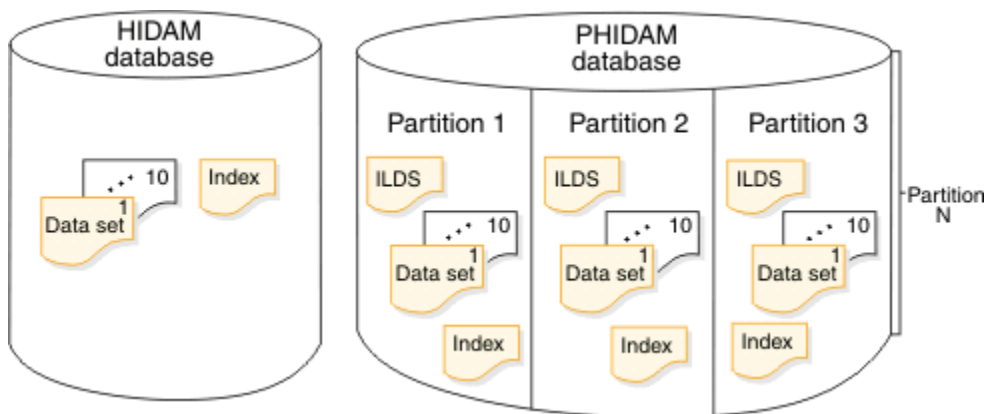 HIDAM
database
10
1
Data set
Index
PHIDAM
database
Partition 1
Partition 2
Partition 3
ILDS
ILDS
ILDS
10
1
Data set
10
1
Data set
10
1
Data set
Index
Index
Index
Partition
N